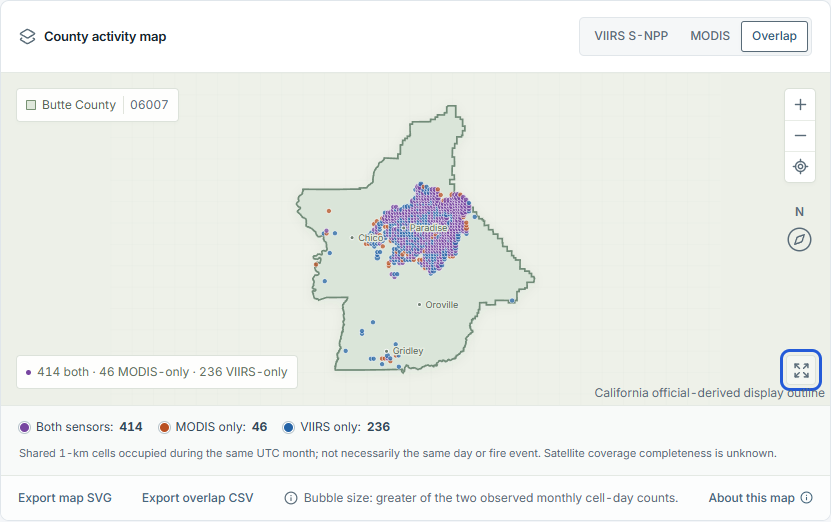 County activity map
VIIRS S-NPP MODIS Overlap
Butte County 06007
N
Paradise
Chico
Oroville
Gridley
414 both · 46 MODIS-only · 236 VIIRS-only
California official-derived display outline
Both sensors: 414 MODIS only: 46 VIIRS only: 236
Shared 1-km cells occupied during the same UTC month; not necessarily the same day or fire event. Satellite coverage completeness is unknown.
Export map SVG Export overlap CSV Bubble size: greater of the two observed monthly cell-day counts. About this map